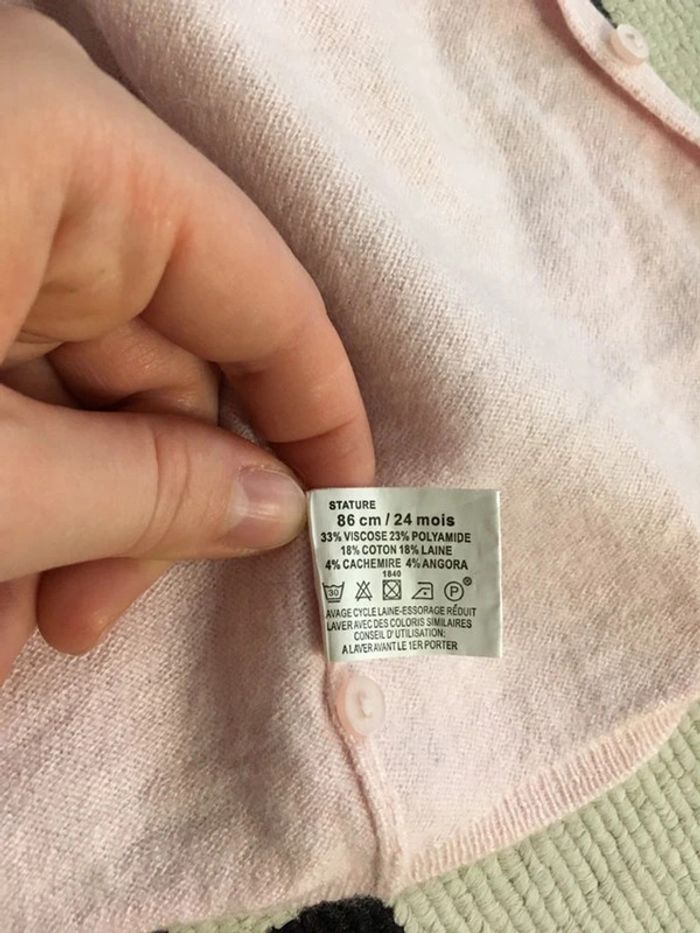 STATURE
86 cm / 24 mois
33% VISCOSE 23% POLYAMIDE
18% COTON 18% LAINE
4% CACHEMIRE 4% ANGORA
1840
30 P
AVAGE CYCLE LAINE-ESSORAGE RÉDUIT
LAVER AVEC DES COLORIS SIMILAIRES
CONSEIL D'UTILISATION:
A LAVER AVANT LE 1ER PORTER